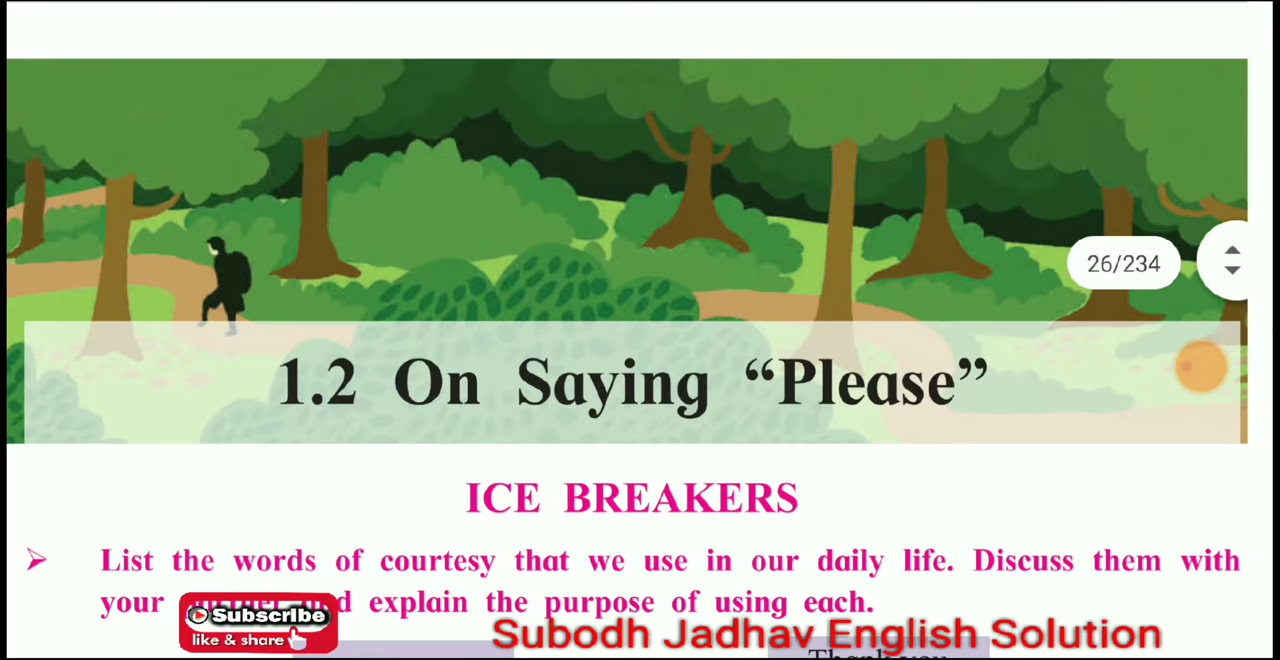 26/234
1.2 On Saying “Please”
ICE BREAKERS
➢ List the words of courtesy that we use in our daily life. Discuss them with
your explain the purpose of using each.
Subscribe
like & share
Subodh Jadhav English Solution
Thank you